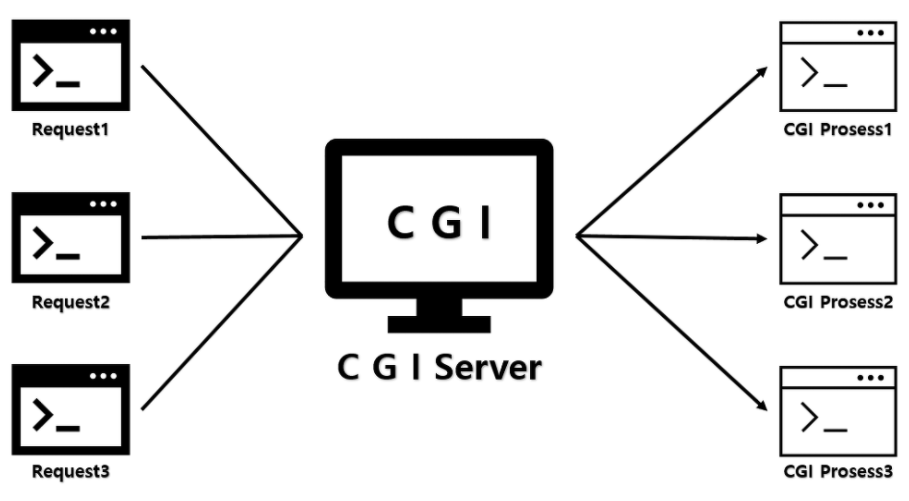 Request1
CGI Prosess1
C G I
Request2
CGI Prosess2
C G I Server
Request3
CGI Prosess3